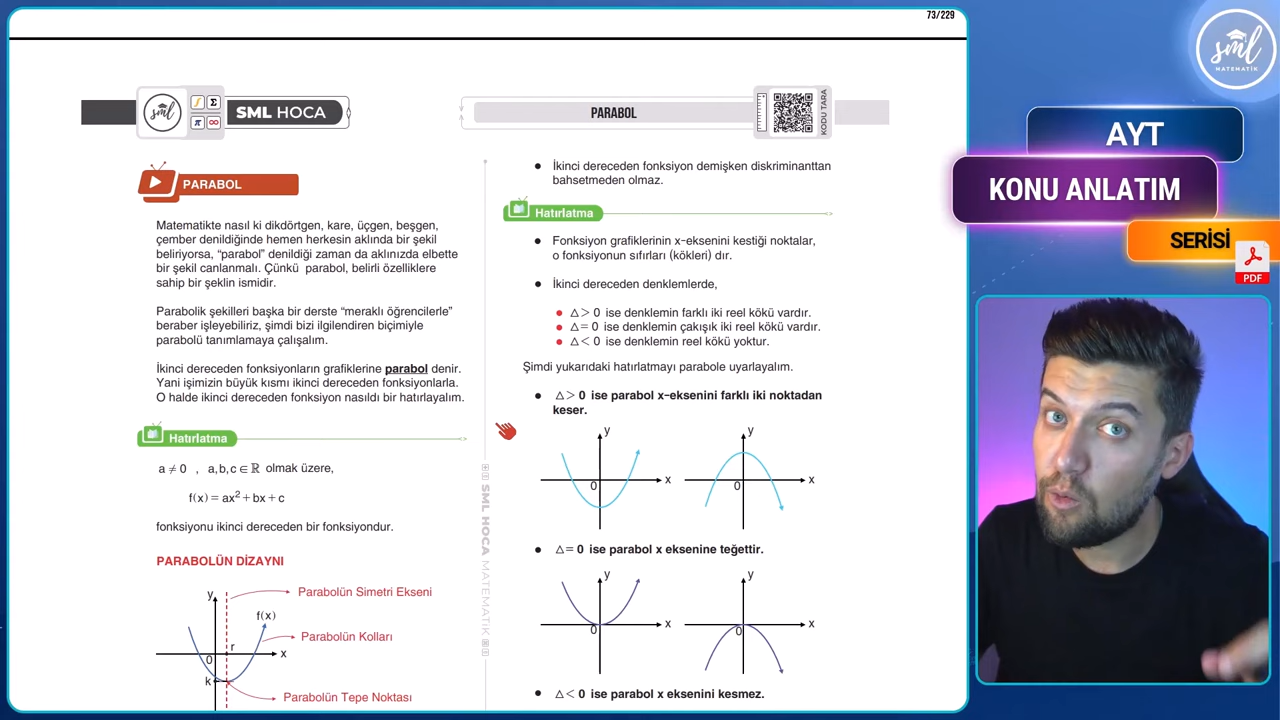 73/229
sml
SML HOCA
PARABOL
KODU TARA
PARABOL
Matematikte nasıl ki dikdörtgen, kare, üçgen, beşgen,
çember denildiğinde hemen herkesin aklında bir şekil
beliriyorsa, “parabol” denildiği zaman da aklınızda elbette
bir şekil canlanmalı. Çünkü parabol, belirli özelliklere
sahip bir şeklin ismidir.
Parabolik şekilleri başka bir derste “meraklı öğrencilerle”
beraber işleyebiliriz, şimdi bizi ilgilendiren biçimiyle
parabolü tanımlamaya çalışalım.
İkinci dereceden fonksiyonların grafiklerine parabol denir.
Yani işimizin büyük kısmı ikinci dereceden fonksiyonlarla.
O halde ikinci dereceden fonksiyon nasıldı bir hatırlayalım.
Hatırlatma
a ≠ 0 , a, b, c ∈ ℝ olmak üzere,
f(x) = ax² + bx + c
fonksiyonu ikinci dereceden bir fonksiyondur.
PARABOLÜN DİZAYNI
y
Parabolün Simetri Ekseni
f(x)
Parabolün Kolları
r
x
0
k
Parabolün Tepe Noktası
SML HOCA MATEMATİK
● İkinci dereceden fonksiyon demişken diskriminanttan
bahsetmeden olmaz.
Hatırlatma
● Fonksiyon grafiklerinin x-eksenini kestiği noktalar,
o fonksiyonun sıfırları (kökleri) dır.
● İkinci dereceden denklemlerde,
● △> 0 ise denklemin farklı iki reel kökü vardır.
● △= 0 ise denklemin çakışık iki reel kökü vardır.
● △< 0 ise denklemin reel kökü yoktur.
Şimdi yukarıdaki hatırlatmayı parabole uyarlayalım.
● △> 0 ise parabol x-eksenini farklı iki noktadan
keser.
y y
0 x 0 x
● △= 0 ise parabol x eksenine teğettir.
y y
0 x 0 x
● △< 0 ise parabol x eksenini kesmez.
sml
MATEMATİK
AYT
KONU ANLATIM
SERİSİ
PDF